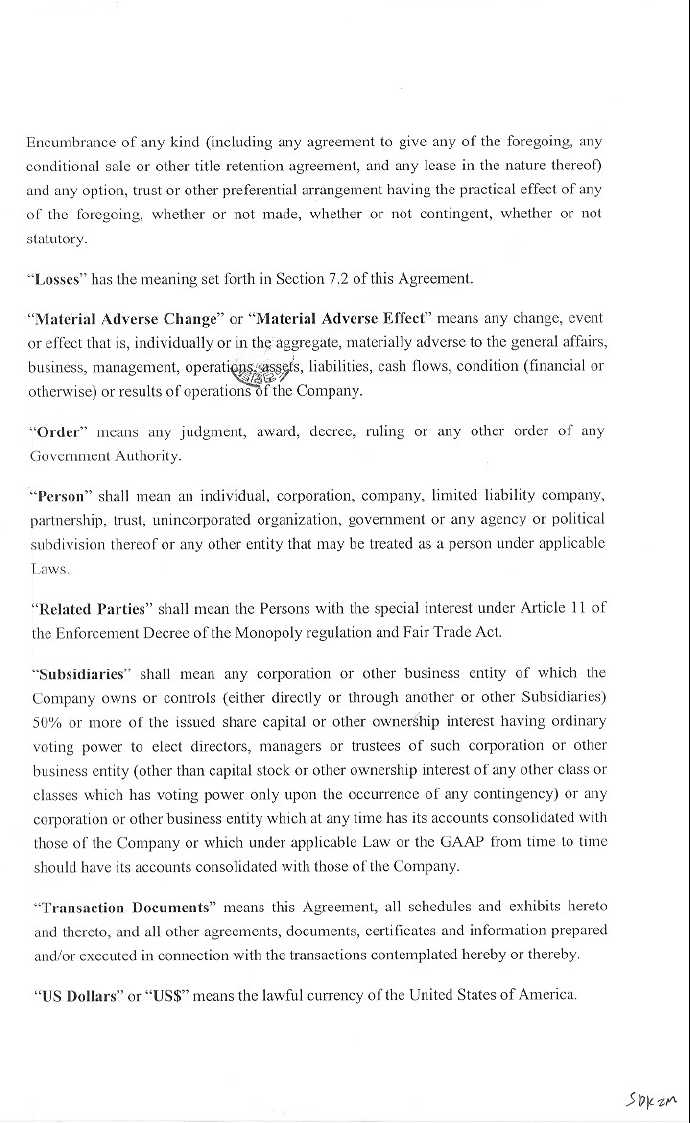 Encumbrance of any kind (including any agreement to give any of the foregoing, any
conditional sale or other title retention agreement, and any lease in the nature thereof)
and any option, trust or other preferential arrangement having the practical effect of any
of the foregoing, whether or not made, whether or not contingent, whether or not
statutory.
“Losses” has the meaning set forth in Section 7.2 of this Agreement.
“Material Adverse Change” or “Material Adverse Effect” means any change, event
or effect that is, individually or in the aggregate, materially adverse to the general affairs,
business, management, operations, assets, liabilities, cash flows, condition (financial or
otherwise) or results of operations of the Company.
“Order” means any judgment, award, decree, ruling or any other order of any
Government Authority.
“Person” shall mean an individual, corporation, company, limited liability company,
partnership, trust, unincorporated organization, government or any agency or political
subdivision thereof or any other entity that may be treated as a person under applicable
Laws.
“Related Parties” shall mean the Persons with the special interest under Article 11 of
the Enforcement Decree of the Monopoly regulation and Fair Trade Act.
“Subsidiaries” shall mean any corporation or other business entity of which the
Company owns or controls (either directly or through another or other Subsidiaries)
50% or more of the issued share capital or other ownership interest having ordinary
voting power to elect directors, managers or trustees of such corporation or other
business entity (other than capital stock or other ownership interest of any other class or
classes which has voting power only upon the occurrence of any contingency) or any
corporation or other business entity which at any time has its accounts consolidated with
those of the Company or which under applicable Law or the GAAP from time to time
should have its accounts consolidated with those of the Company.
“Transaction Documents” means this Agreement, all schedules and exhibits hereto
and thereto, and all other agreements, documents, certificates and information prepared
and/or executed in connection with the transactions contemplated hereby or thereby.
“US Dollars” or “US$” means the lawful currency of the United States of America.